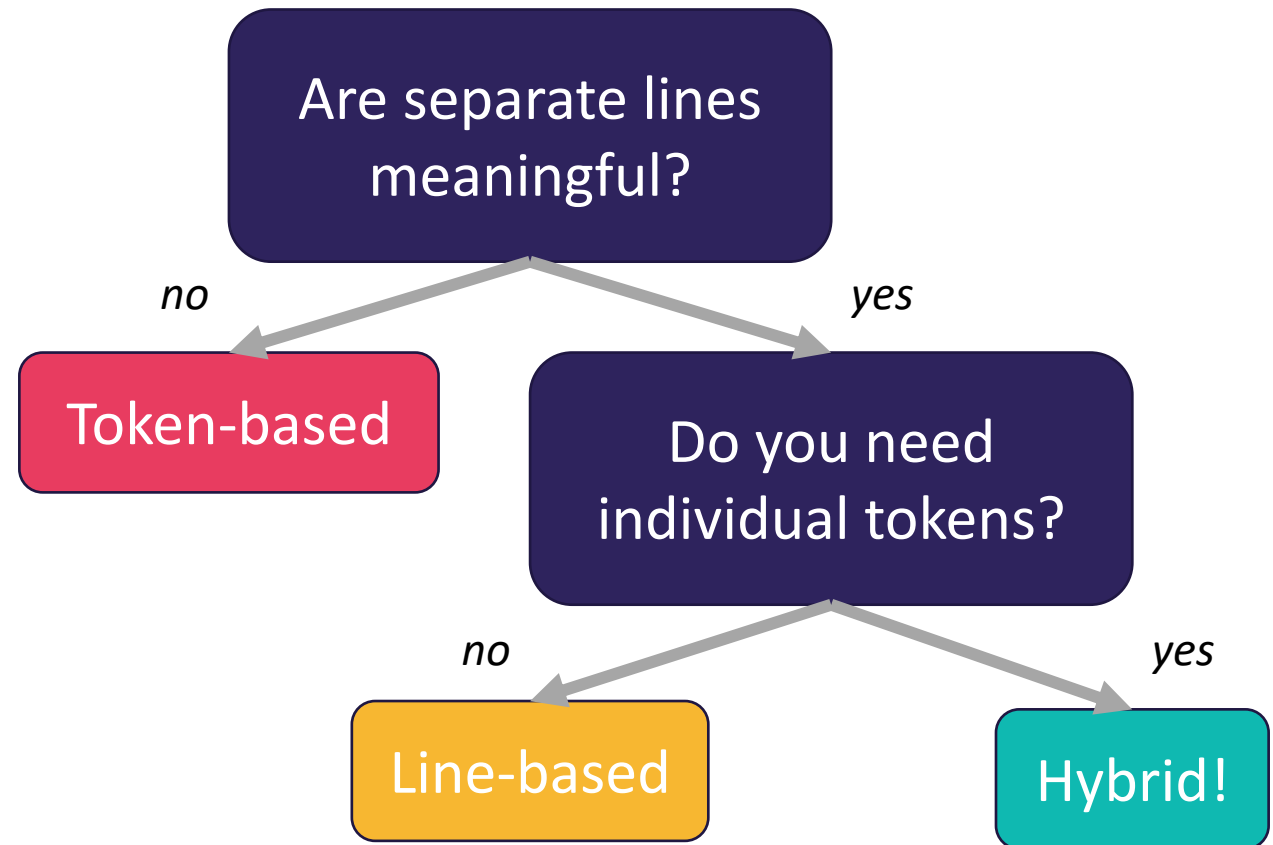 Are separate lines
meaningful?
no
yes
Token-based
Do you need
individual tokens?
no
yes
Line-based
Hybrid!